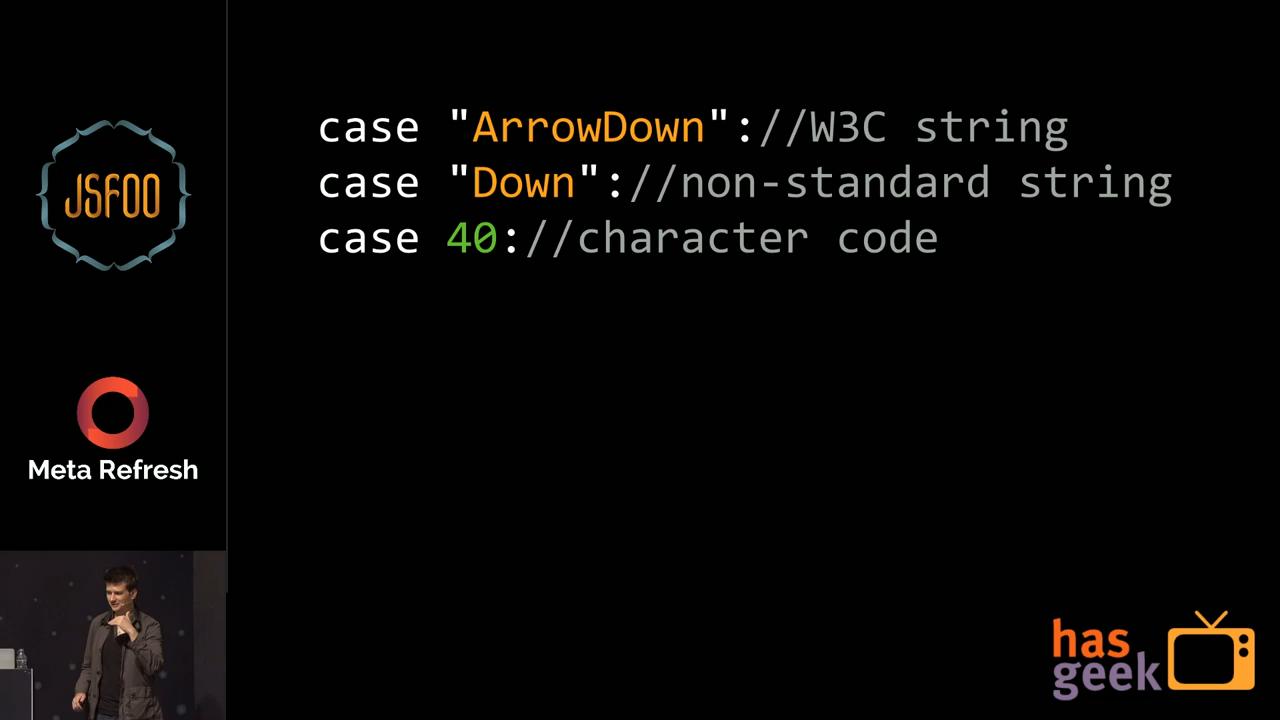 JSFOO
Meta Refresh
case "ArrowDown"://W3C string
case "Down"://non-standard string
case 40://character code
has
geek